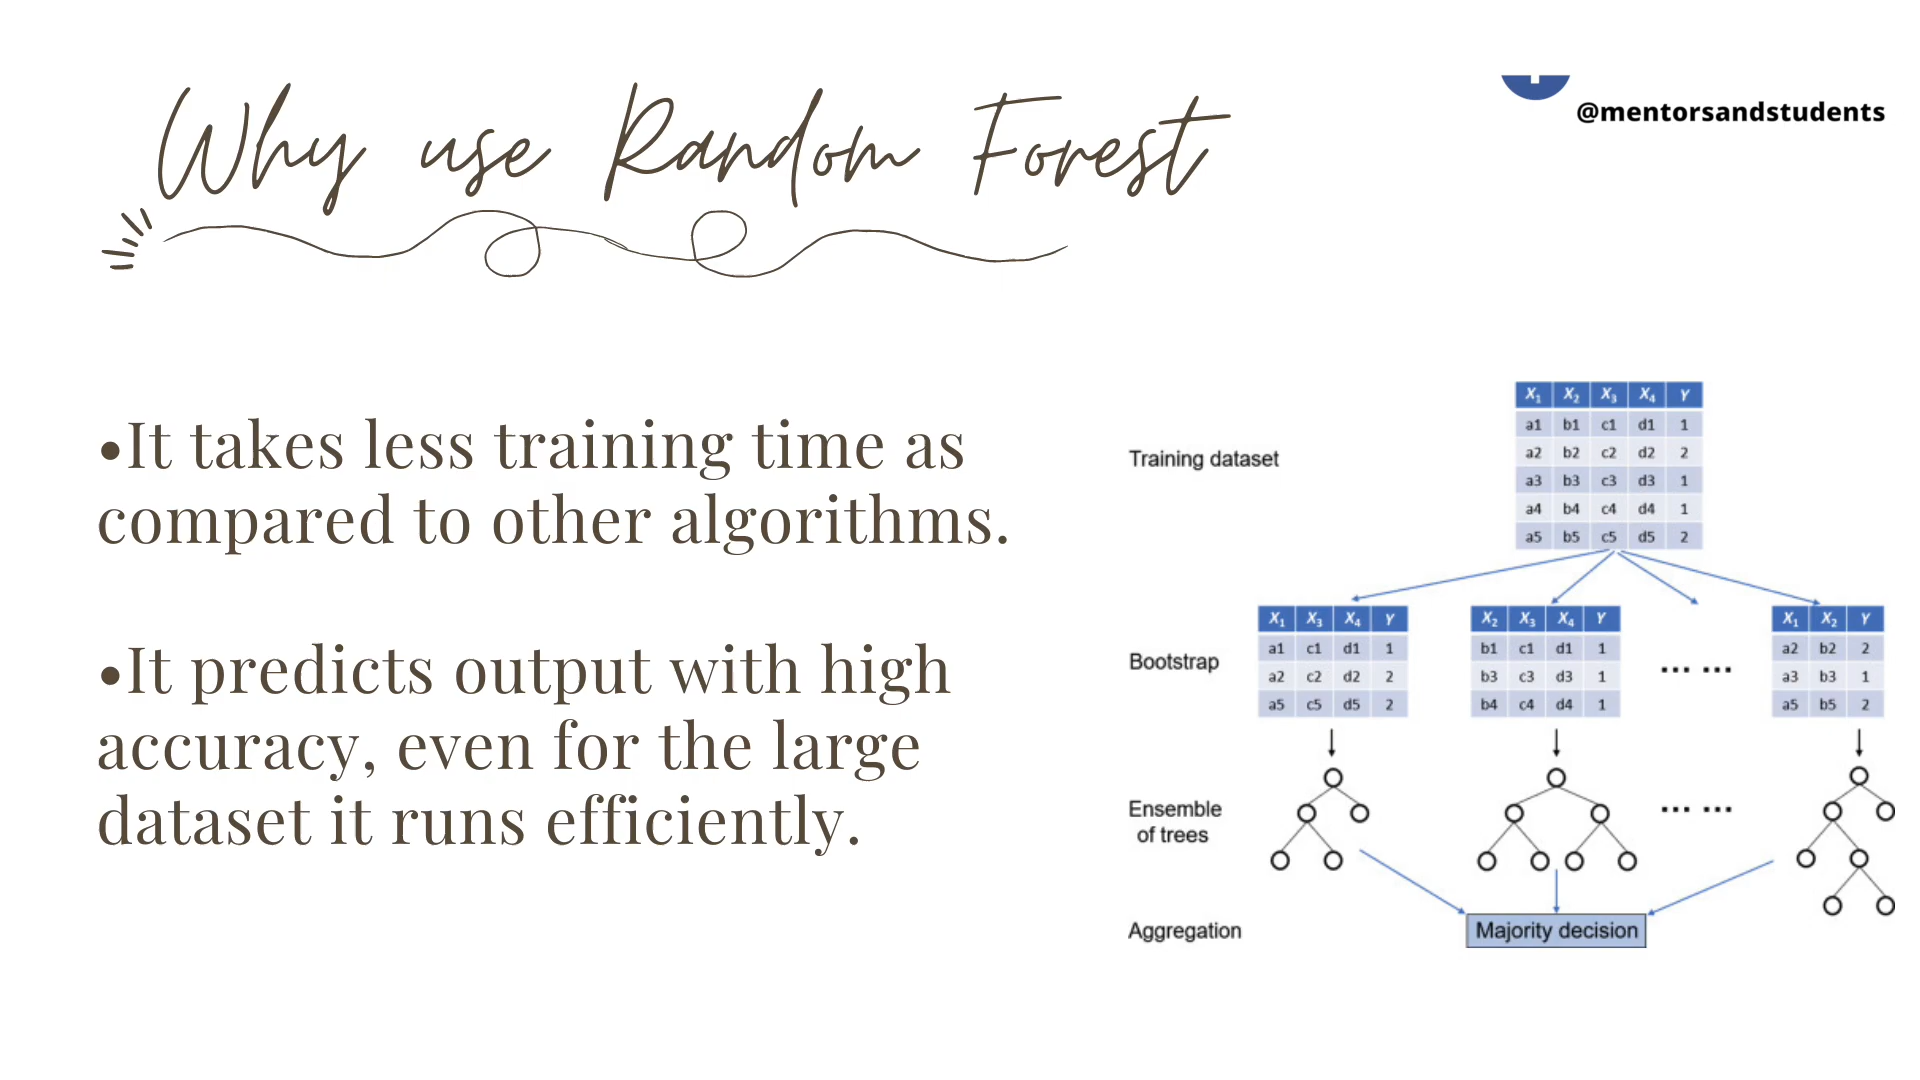 Why use Random Forest
@mentorsandstudents
•It takes less training time as
compared to other algorithms.
•It predicts output with high
accuracy, even for the large
dataset it runs efficiently.
Training dataset
X1 X2 X3 X4 Y
a1 b1 c1 d1 1
a2 b2 c2 d2 2
a3 b3 c3 d3 1
a4 b4 c4 d4 1
a5 b5 c5 d5 2
Bootstrap
X1 X3 X4 Y
a1 c1 d1 1
a2 c2 d2 2
a5 c5 d5 2
X2 X3 X4 Y
b1 c1 d1 1
b3 c3 d3 1
b4 c4 d4 1
... ...
X1 X2 Y
a2 b2 2
a3 b3 1
a5 b5 2
Ensemble
of trees
... ...
Aggregation
Majority decision